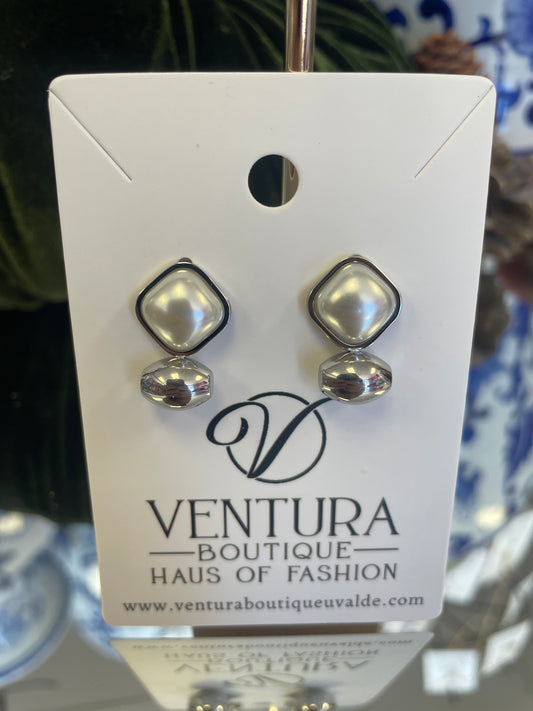 V
VENTURA
BOUTIQUE
HAUS OF FASHION
www.venturaboutiqueuvalde.com